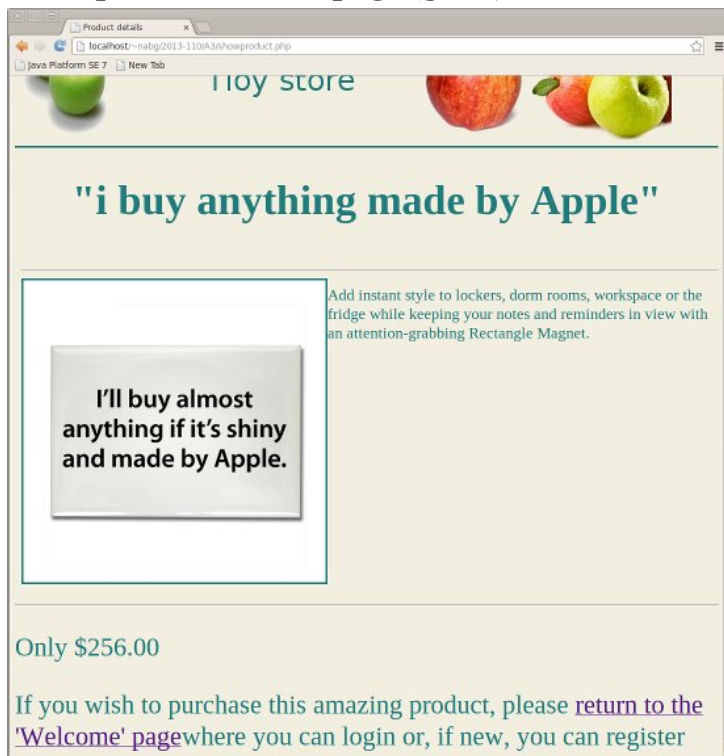 Product details
localhost/~nabg/2013-110/A3/showproduct.php
Java Platform SE 7 New Tab
store
"i buy anything made by Apple"
Add instant style to lockers, dorm rooms, workspace or the
fridge while keeping your notes and reminders in view with
an attention-grabbing Rectangle Magnet.
I'll buy almost
anything if it's shiny
and made by Apple.
Only $256.00
If you wish to purchase this amazing product, please return to the
'Welcome' pagewhere you can login or, if new, you can register